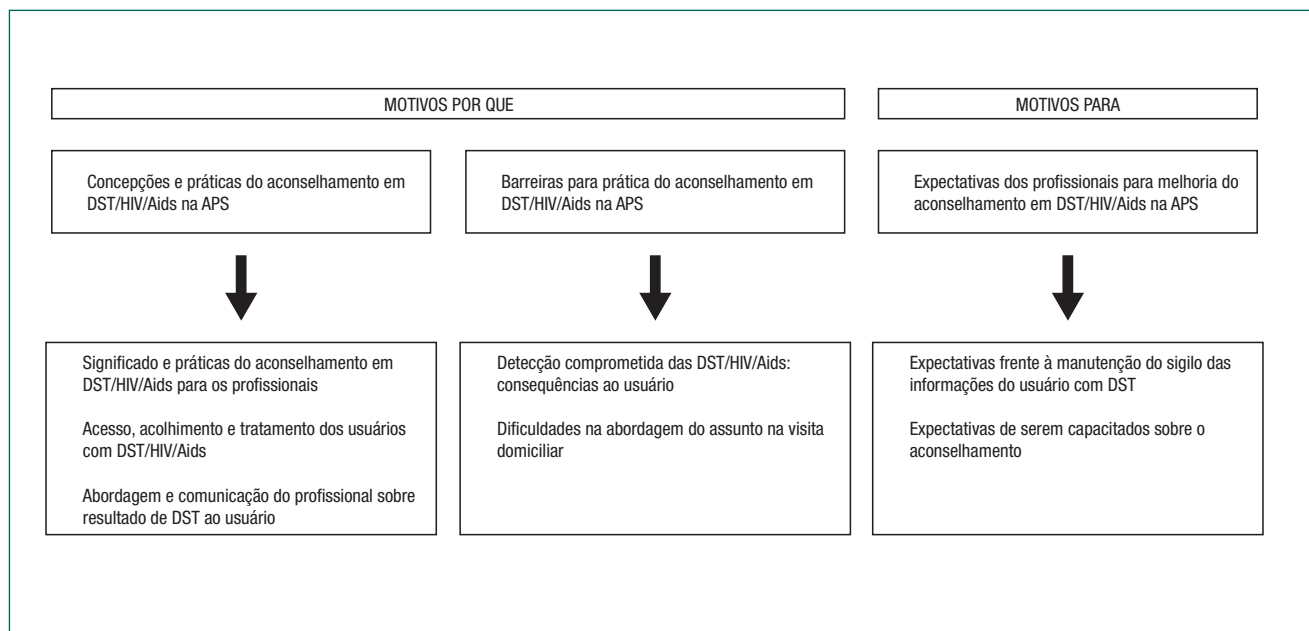 MOTIVOS POR QUE
MOTIVOS PARA
Concepções e práticas do aconselhamento em
DST/HIV/Aids na APS
Barreiras para prática do aconselhamento em
DST/HIV/Aids na APS
Expectativas dos profissionais para melhoria do
aconselhamento em DST/HIV/Aids na APS
Significado e práticas do aconselhamento em
DST/HIV/Aids para os profissionais
Acesso, acolhimento e tratamento dos usuários
com DST/HIV/Aids
Abordagem e comunicação do profissional sobre
resultado de DST ao usuário
Detecção comprometida das DST/HIV/Aids:
consequências ao usuário
Dificuldades na abordagem do assunto na visita
domiciliar
Expectativas frente à manutenção do sigilo das
informações do usuário com DST
Expectativas de serem capacitados sobre o
aconselhamento